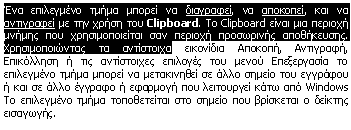 Ένα επιλεγμένο τμήμα μπορεί να διαγραφεί, να αποκοπεί, και να
αντιγραφεί με την χρήση του Clipboard. Το Clipboard είναι μια περιοχή
μνήμης που χρησιμοποιείται σαν περιοχή προσωρινής αποθήκευσης.
Χρησιμοποιώντας τα αντίστοιχα εικονίδια Αποκοπή, Αντιγραφή,
Επικόλληση ή τις αντίστοιχες επιλογές του μενού Επεξεργασία το
επιλεγμένο τμήμα μπορεί να μετακινηθεί σε άλλο σημείο του εγγράφου
ή και σε άλλο έγγραφο ή εφαρμογή που λειτουργεί κάτω από Windows
Το επιλεγμένο τμήμα τοποθετείται στο σημείο που βρίσκεται ο δείκτης
εισαγωγής.